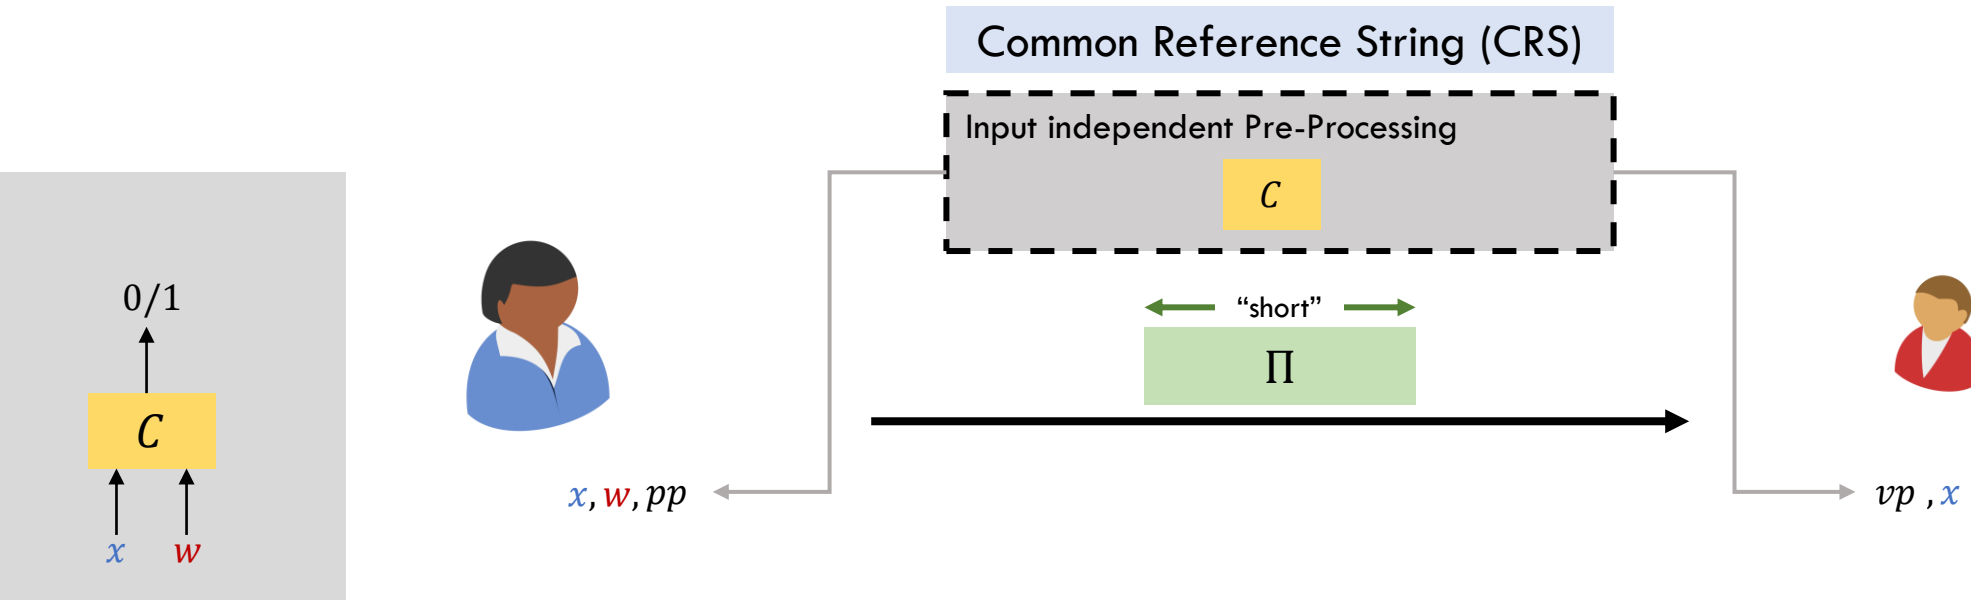 Common Reference String (CRS)
Input independent Pre-Processing
C
0/1
C
x w
“short”
Π
x, w, pp
vp , x